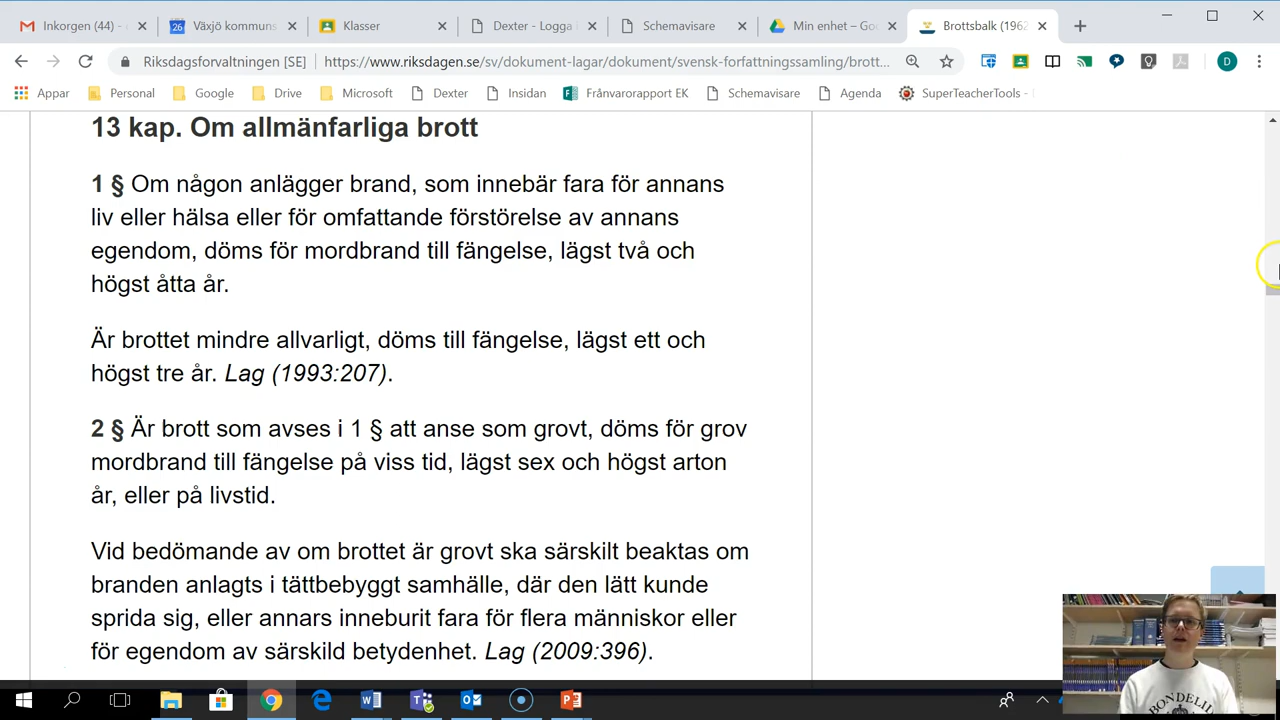 Inkorgen (44) -
26 Växjö kommuns
Klasser
Dexter - Logga i
Schemavisare
Min enhet – Goo
Brottsbalk (1962
Riksdagsforvaltningen [SE] https://www.riksdagen.se/sv/dokument-lagar/dokument/svensk-forfattningssamling/brott...
D
Appar
Personal
Google
Drive
Microsoft
Dexter
Insidan
Frånvarorapport EK
Schemavisare
Agenda
SuperTeacherTools -
13 kap. Om allmänfarliga brott
1 § Om någon anlägger brand, som innebär fara för annans
liv eller hälsa eller för omfattande förstörelse av annans
egendom, döms för mordbrand till fängelse, lägst två och
högst åtta år.
Är brottet mindre allvarligt, döms till fängelse, lägst ett och
högst tre år. Lag (1993:207).
2 § Är brott som avses i 1 § att anse som grovt, döms för grov
mordbrand till fängelse på viss tid, lägst sex och högst arton
år, eller på livstid.
Vid bedömande av om brottet är grovt ska särskilt beaktas om
branden anlagts i tättbebyggt samhälle, där den lätt kunde
sprida sig, eller annars inneburit fara för flera människor eller
för egendom av särskild betydenhet. Lag (2009:396).